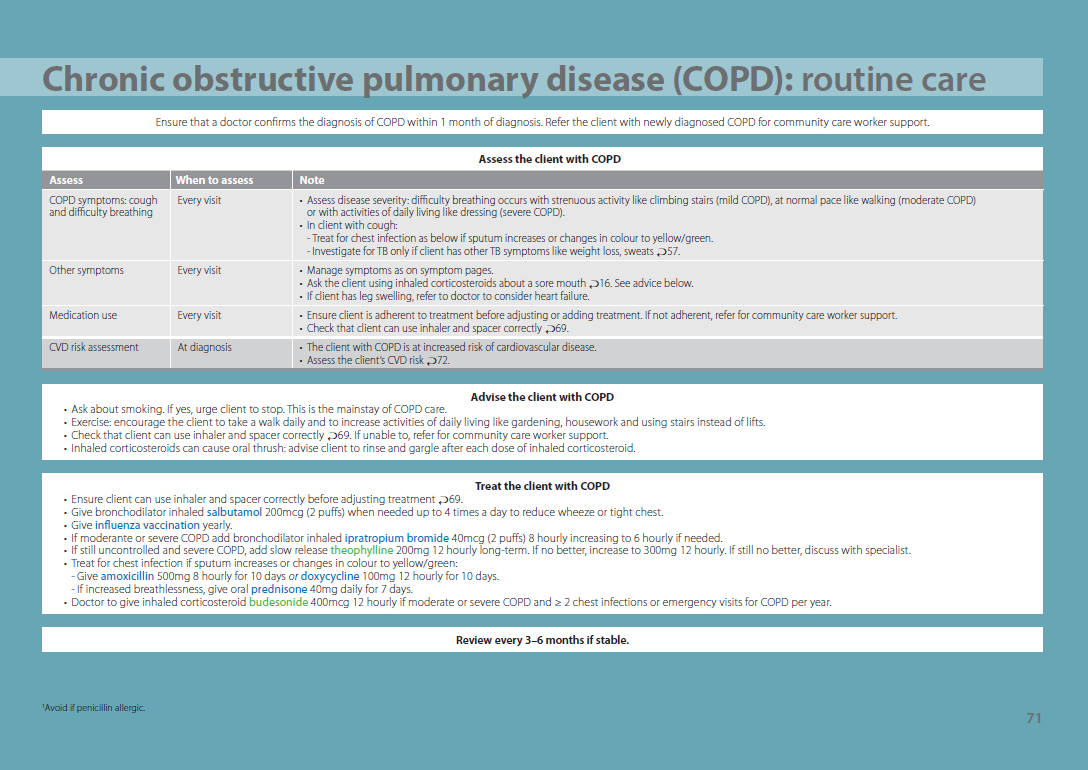 Chronic obstructive pulmonary disease (COPD): routine care
Ensure that a doctor confirms the diagnosis of COPD within 1 month of diagnosis. Refer the client with newly diagnosed COPD for community care worker support.
Assess the client with COPD
Assess When to assess Note
COPD symptoms: cough and difficulty breathing
Every visit
• Assess disease severity: difficulty breathing occurs with strenuous activity like climbing stairs (mild COPD), at normal pace like walking (moderate COPD)
or with activities of daily living like dressing (severe COPD).
• In client with cough:
- Treat for chest infection as below if sputum increases or changes in colour to yellow/green.
- Investigate for TB only if client has other TB symptoms like weight loss, sweats ⮌57.
Other symptoms
Every visit
• Manage symptoms as on symptom pages.
• Ask the client using inhaled corticosteroids about a sore mouth ⮌16. See advice below.
• If client has leg swelling, refer to doctor to consider heart failure.
Medication use
Every visit
• Ensure client is adherent to treatment before adjusting or adding treatment. If not adherent, refer for community care worker support.
• Check that client can use inhaler and spacer correctly ⮌69.
CVD risk assessment
At diagnosis
• The client with COPD is at increased risk of cardiovascular disease.
• Assess the client's CVD risk ⮌72.
Advise the client with COPD
• Ask about smoking. If yes, urge client to stop. This is the mainstay of COPD care.
• Exercise: encourage the client to take a walk daily and to increase activities of daily living like gardening, housework and using stairs instead of lifts.
• Check that client can use inhaler and spacer correctly ⮌69. If unable to, refer for community care worker support.
• Inhaled corticosteroids can cause oral thrush: advise client to rinse and gargle after each dose of inhaled corticosteroid.
Treat the client with COPD
• Ensure client can use inhaler and spacer correctly before adjusting treatment ⮌69.
• Give bronchodilator inhaled salbutamol 200mcg (2 puffs) when needed up to 4 times a day to reduce wheeze or tight chest.
• Give influenza vaccination yearly.
• If moderante or severe COPD add bronchodilator inhaled ipratropium bromide 40mcg (2 puffs) 8 hourly increasing to 6 hourly if needed.
• If still uncontrolled and severe COPD, add slow release theophylline 200mg 12 hourly long-term. If no better, increase to 300mg 12 hourly. If still no better, discuss with specialist.
• Treat for chest infection if sputum increases or changes in colour to yellow/green:
- Give amoxicillin 500mg 8 hourly for 10 days or doxycycline 100mg 12 hourly for 10 days.
- If increased breathlessness, give oral prednisone 40mg daily for 7 days.
• Doctor to give inhaled corticosteroid budesonide 400mcg 12 hourly if moderate or severe COPD and ≥ 2 chest infections or emergency visits for COPD per year.
Review every 3–6 months if stable.
¹Avoid if penicillin allergic.
71